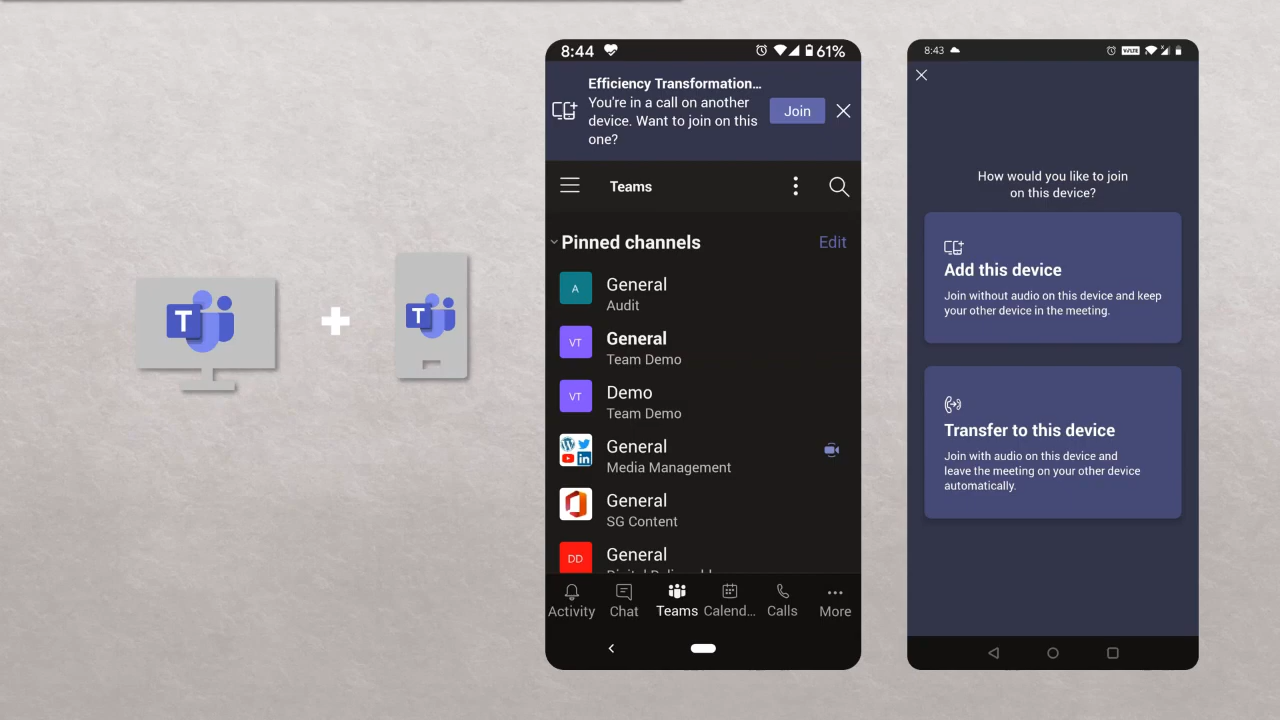 T
T
8:44
61%
Efficiency Transformation...
You're in a call on another
device. Want to join on this
one?
Join
Teams
Pinned channels
Edit
A
General
Audit
VT
General
Team Demo
VT
Demo
Team Demo
General
Media Management
General
SG Content
DD
General
Activity
Chat
Teams
Calend...
Calls
More
8:43
How would you like to join
on this device?
Add this device
Join without audio on this device and keep
your other device in the meeting.
Transfer to this device
Join with audio on this device and
leave the meeting on your other device
automatically.